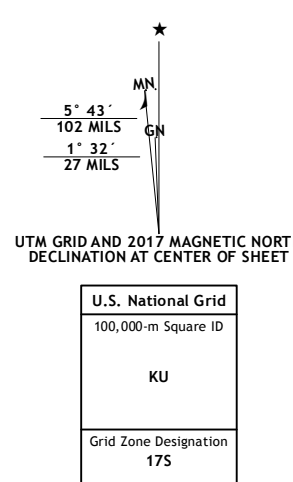 ★
MN.
5° 43´
102 MILS
GN
1° 32´
27 MILS
UTM GRID AND 2017 MAGNETIC NORT
DECLINATION AT CENTER OF SHEET
U.S. National Grid
100,000-m Square ID
KU
Grid Zone Designation
17S